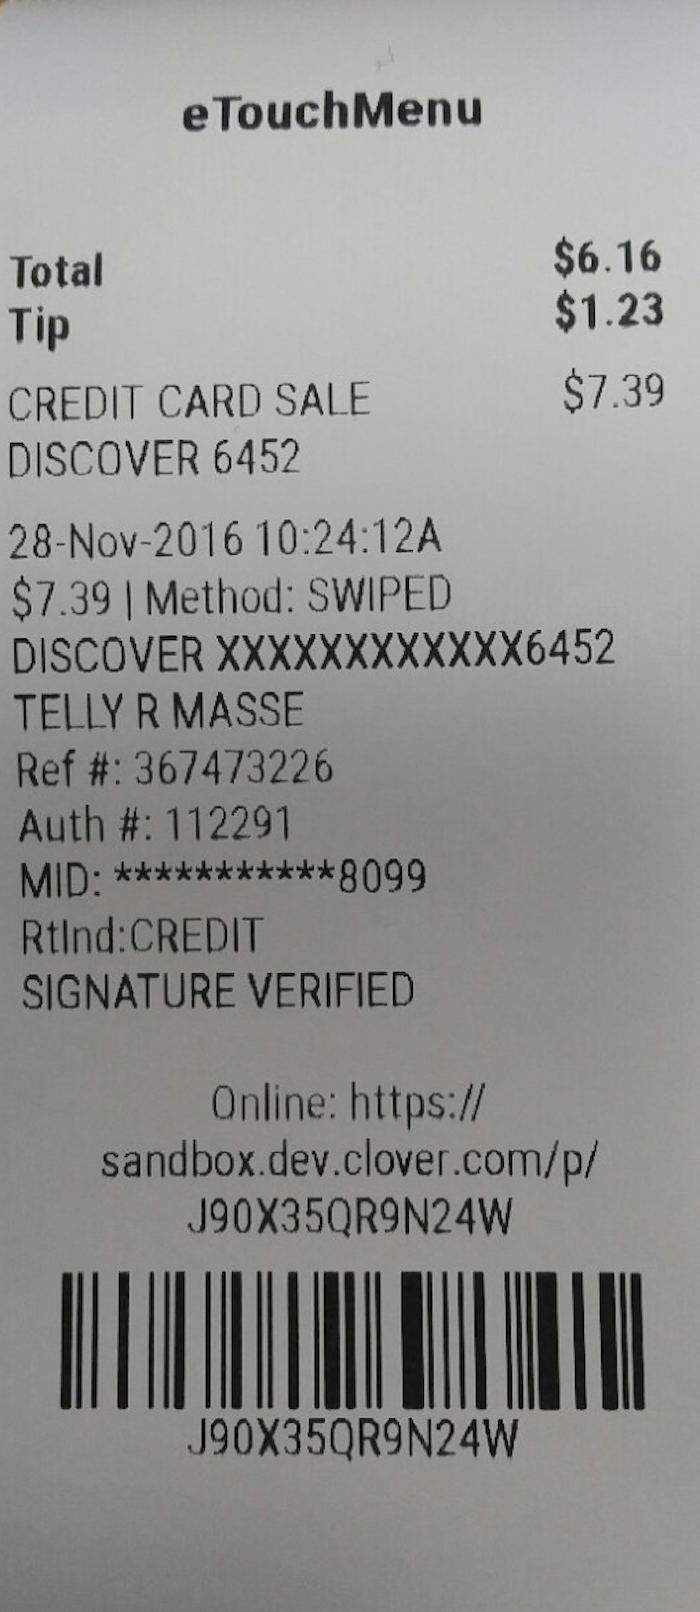 eTouchMenu
Total $6.16
Tip $1.23
CREDIT CARD SALE $7.39
DISCOVER 6452
28-Nov-2016 10:24:12A
$7.39 | Method: SWIPED
DISCOVER XXXXXXXXXXXX6452
TELLY R MASSE
Ref #: 367473226
Auth #: 112291
MID: ***********8099
RtInd:CREDIT
SIGNATURE VERIFIED
Online: https://
sandbox.dev.clover.com/p/
J90X35QR9N24W
J90X35QR9N24W